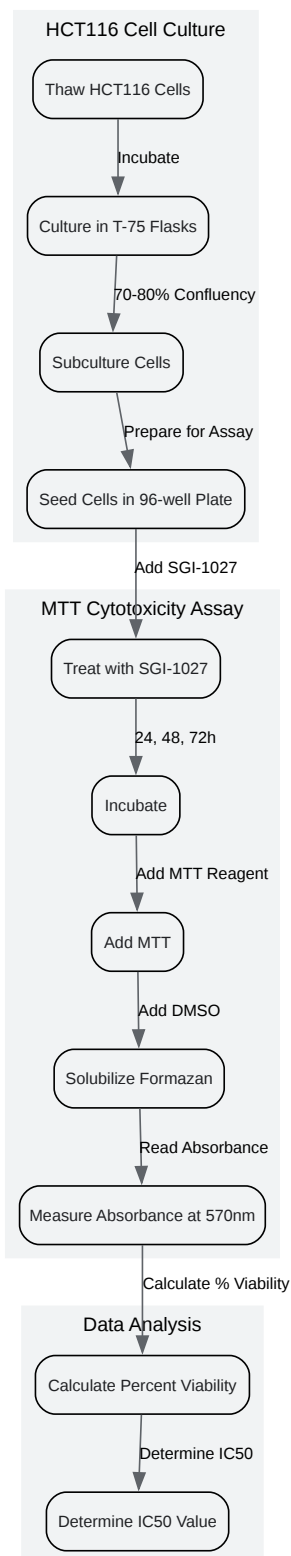 HCT116 Cell Culture
Thaw HCT116 Cells
Incubate
Culture in T-75 Flasks
70-80% Confluency
Subculture Cells
Prepare for Assay
Seed Cells in 96-well Plate
Add SGI-1027
MTT Cytotoxicity Assay
Treat with SGI-1027
24, 48, 72h
Incubate
Add MTT Reagent
Add MTT
Add DMSO
Solubilize Formazan
Read Absorbance
Measure Absorbance at 570nm
Calculate % Viability
Data Analysis
Calculate Percent Viability
Determine IC50
Determine IC50 Value